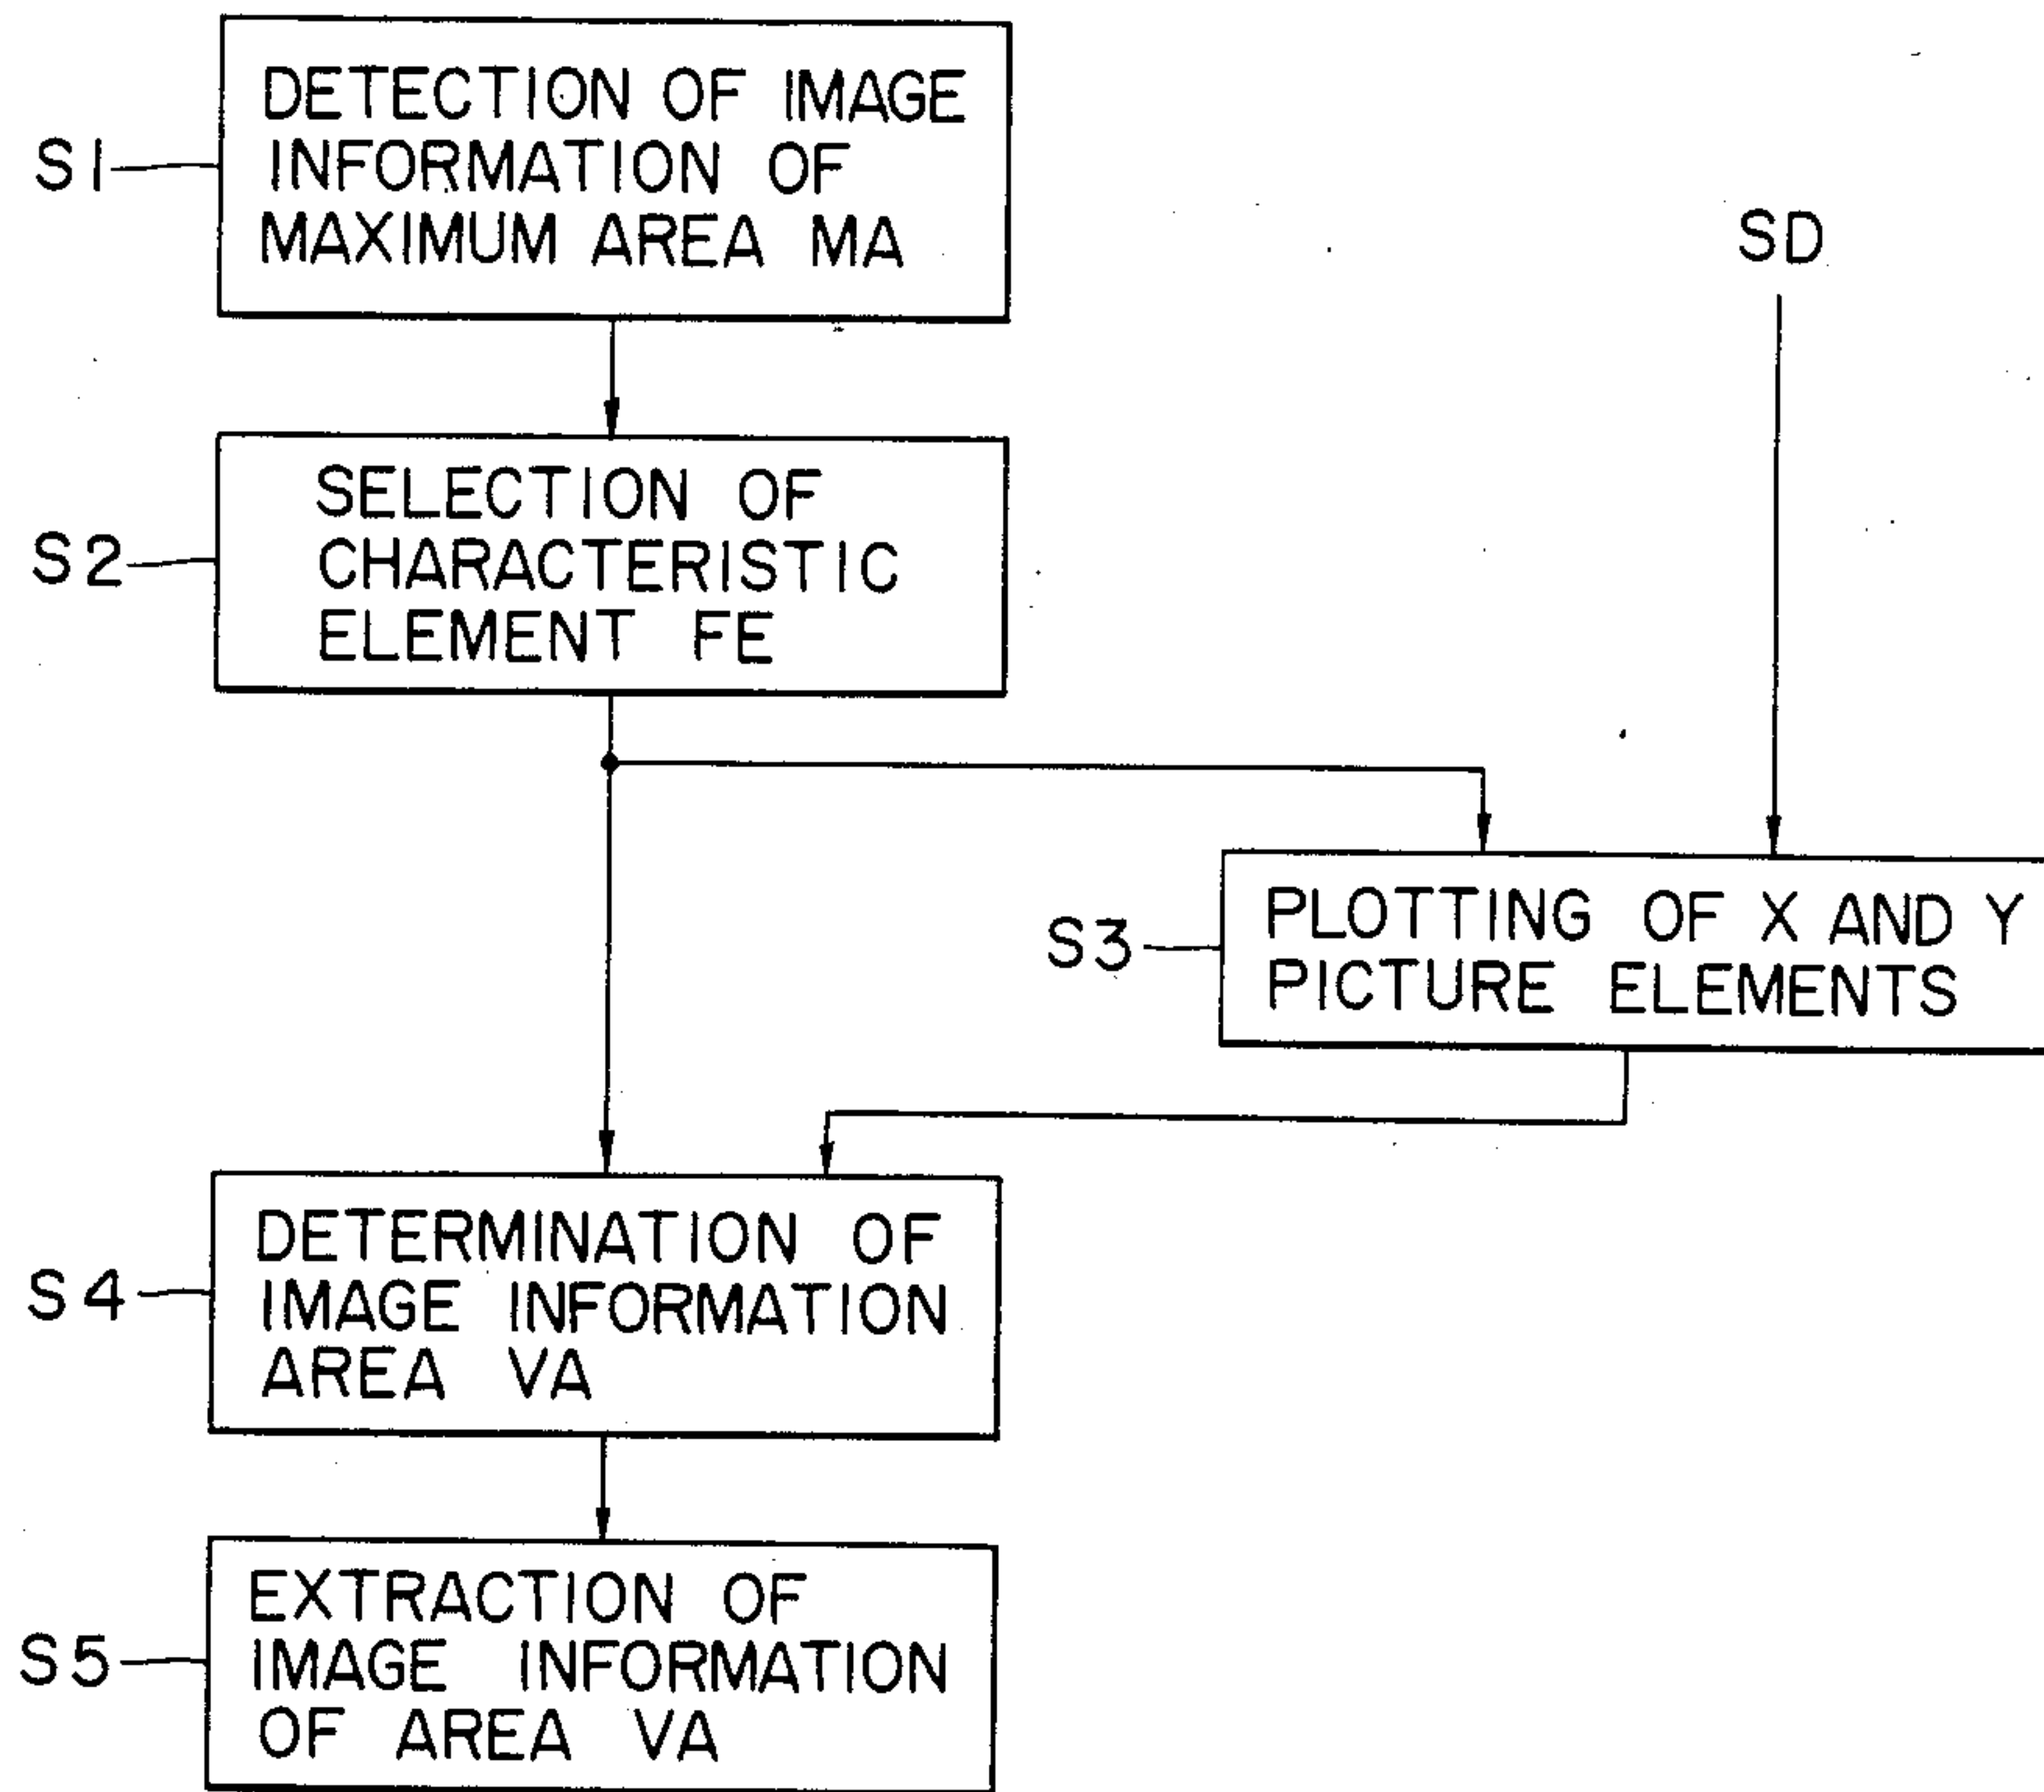 S1
DETECTION OF IMAGE
INFORMATION OF
MAXIMUM AREA MA
SD
S2
SELECTION OF
CHARACTERISTIC
ELEMENT FE
S3
PLOTTING OF X AND Y
PICTURE ELEMENTS
S4
DETERMINATION OF
IMAGE INFORMATION
AREA VA
S5
EXTRACTION OF
IMAGE INFORMATION
OF AREA VA